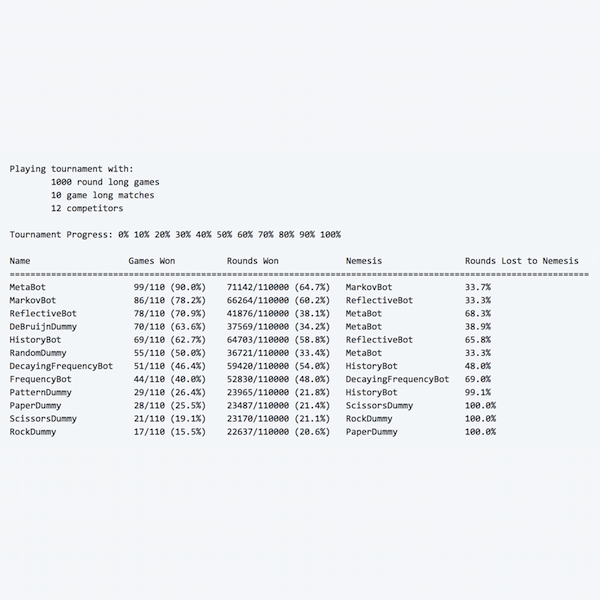 Playing tournament with:
1000 round long games
10 game long matches
12 competitors
Tournament Progress: 0% 10% 20% 30% 40% 50% 60% 70% 80% 90% 100%
Name Games Won Rounds Won Nemesis Rounds Lost to Nemesis
================================================================================================================
MetaBot 99/110 (90.0%) 71142/110000 (64.7%) MarkovBot 33.7%
MarkovBot 86/110 (78.2%) 66264/110000 (60.2%) ReflectiveBot 33.3%
ReflectiveBot 78/110 (70.9%) 41876/110000 (38.1%) MetaBot 68.3%
DeBruijnDummy 70/110 (63.6%) 37569/110000 (34.2%) MetaBot 38.9%
HistoryBot 69/110 (62.7%) 64703/110000 (58.8%) ReflectiveBot 65.8%
RandomDummy 55/110 (50.0%) 36721/110000 (33.4%) MetaBot 33.3%
DecayingFrequencyBot 51/110 (46.4%) 59420/110000 (54.0%) HistoryBot 48.0%
FrequencyBot 44/110 (40.0%) 52830/110000 (48.0%) DecayingFrequencyBot 69.0%
PatternDummy 29/110 (26.4%) 23965/110000 (21.8%) HistoryBot 99.1%
PaperDummy 28/110 (25.5%) 23487/110000 (21.4%) ScissorsDummy 100.0%
ScissorsDummy 21/110 (19.1%) 23170/110000 (21.1%) RockDummy 100.0%
RockDummy 17/110 (15.5%) 22637/110000 (20.6%) PaperDummy 100.0%